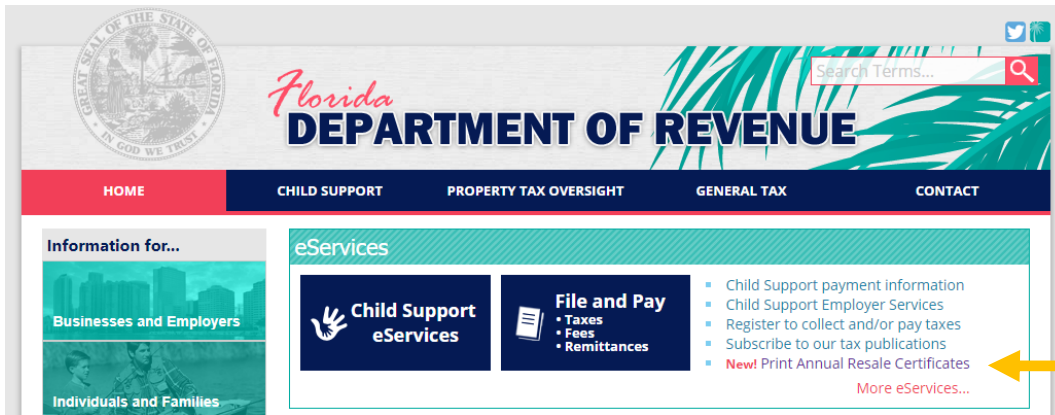 GREAT SEAL OF THE STATE OF FLORIDA
IN GOD WE TRUST
Florida
DEPARTMENT OF REVENUE
Search Terms...
HOME
CHILD SUPPORT
PROPERTY TAX OVERSIGHT
GENERAL TAX
CONTACT
Information for...
Businesses and Employers
Individuals and Families
eServices
Child Support
eServices
File and Pay
• Taxes
• Fees
• Remittances
Child Support payment information
Child Support Employer Services
Register to collect and/or pay taxes
Subscribe to our tax publications
New! Print Annual Resale Certificates
More eServices...